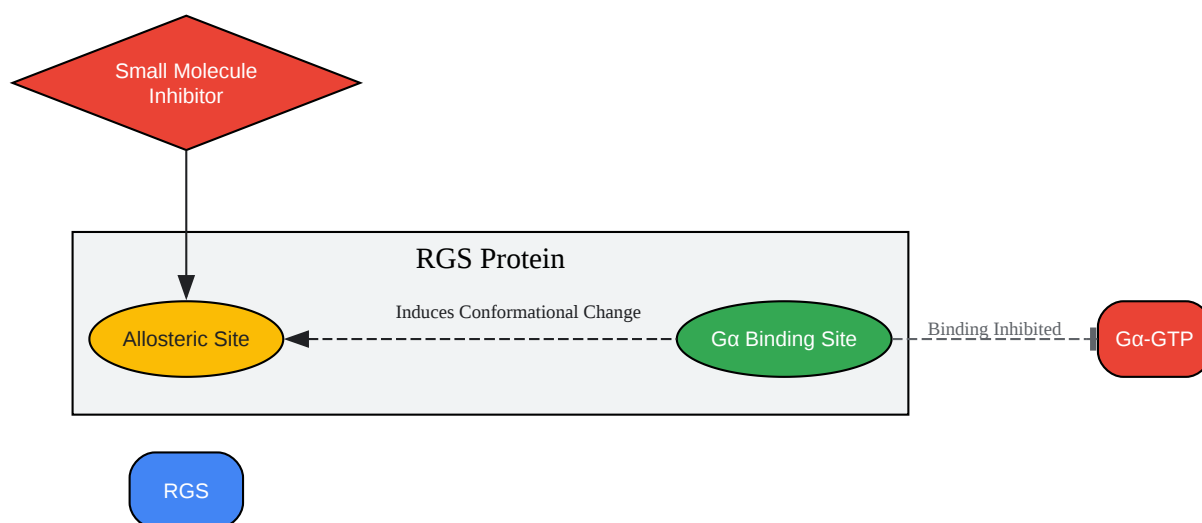 Small Molecule
Inhibitor
RGS Protein
Induces Conformational Change
Allosteric Site
Gα Binding Site
Binding Inhibited
Gα-GTP
RGS